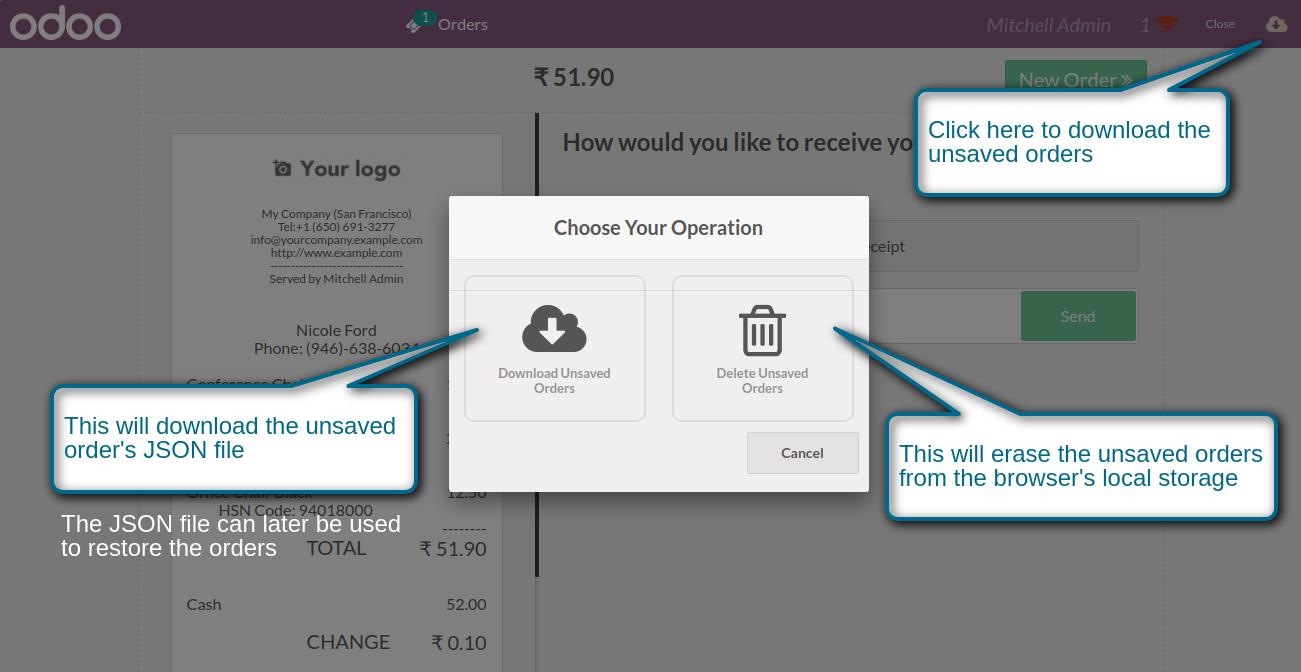 odoo
1
Orders
Mitchell Admin
1
Close
₹ 51.90
New Order
Click here to download the
unsaved orders
How would you like to receive yo
Your logo
My Company (San Francisco)
Tel:+1 (650) 691-3277
info@yourcompany.example.com
http://www.example.com
--------------------------------
Served by Mitchell Admin
Nicole Ford
Phone: (946)-638-6034
Choose Your Operation
Download Unsaved
Orders
Delete Unsaved
Orders
Cancel
ceipt
Send
This will download the unsaved
order's JSON file
This will erase the unsaved orders
from the browser's local storage
Office Chair Black
12.50
HSN Code: 94018000
The JSON file can later be used
to restore the orders
--------
TOTAL
₹ 51.90
Cash
52.00
CHANGE
₹ 0.10